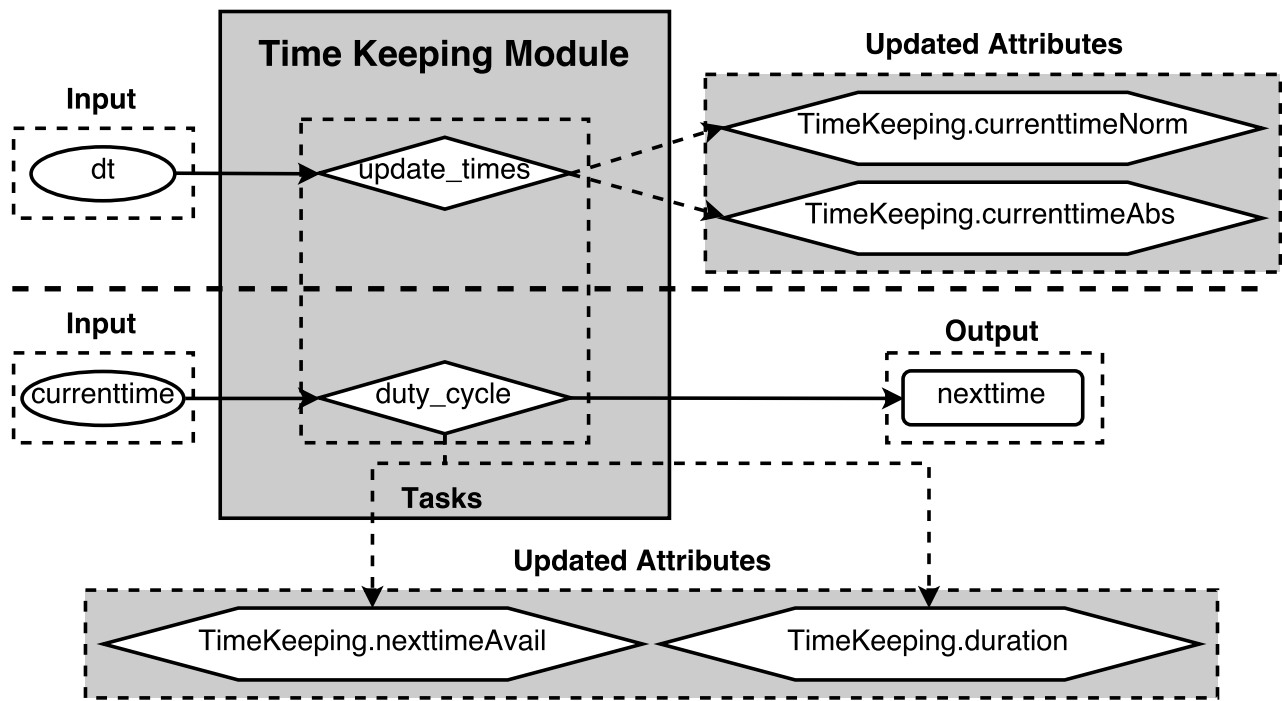 Time Keeping Module
Updated Attributes
Input
dt
update_times
TimeKeeping.currenttimeNorm
TimeKeeping.currenttimeAbs
Input
Output
currenttime
duty_cycle
nexttime
Tasks
Updated Attributes
TimeKeeping.nexttimeAvail
TimeKeeping.duration